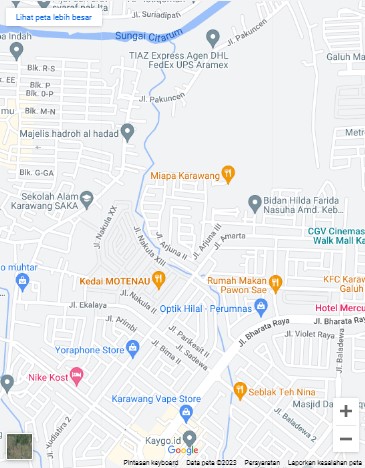 Lihat peta lebih besar
Jl. Suriadipati
Sungai Citarum
Indah
TIAZ Express Agen DHL
FedEx UPS Aramex
Galuh
Jl. Pakuncen
Blk. R-S
EE
Blk. P
O-P
Blk. M-N
Jl. Pakuncen
mu
Majelis hadroh al hadad
Metro
Blk. G-GA
Miapa Karawang
Sekolah Alam
Karawang SAKA
Bidan Hilda Farida
Nasuha Amd. Keb...
Jl. Nakula XX
Jl. Nakula XIII
Jl. Arjuna II
Jl. Arjuna III
Jl. Amarta
CGV Cinemas
Walk Mall Ka
o muhtar
Kedai MOTENAU
Rumah Makan
Pawon Sae
KFC Karawa
Galuh
Jl. Ekalaya
Jl. Nakula II
Optik Hilal - Perumnas
Hotel Mercu
Jl. Bharata Raya
Jl. Bharata Raya
Jl. Arimbi
Jl. Parikesit II
Jl. Violet Raya
Yoraphone Store
Jl. Bima II
Jl. Sadewa
Jl. Baladewa
Nike Kost
Seblak Teh Nina
Karawang Vape Store
Masjid Da
Jl. Yudistira 2
Jl. Baladewa 2
Kaygo.id
Google
Pintasan keyboard
Data peta ©2023
Persyaratan
Laporkan kesalahan peta